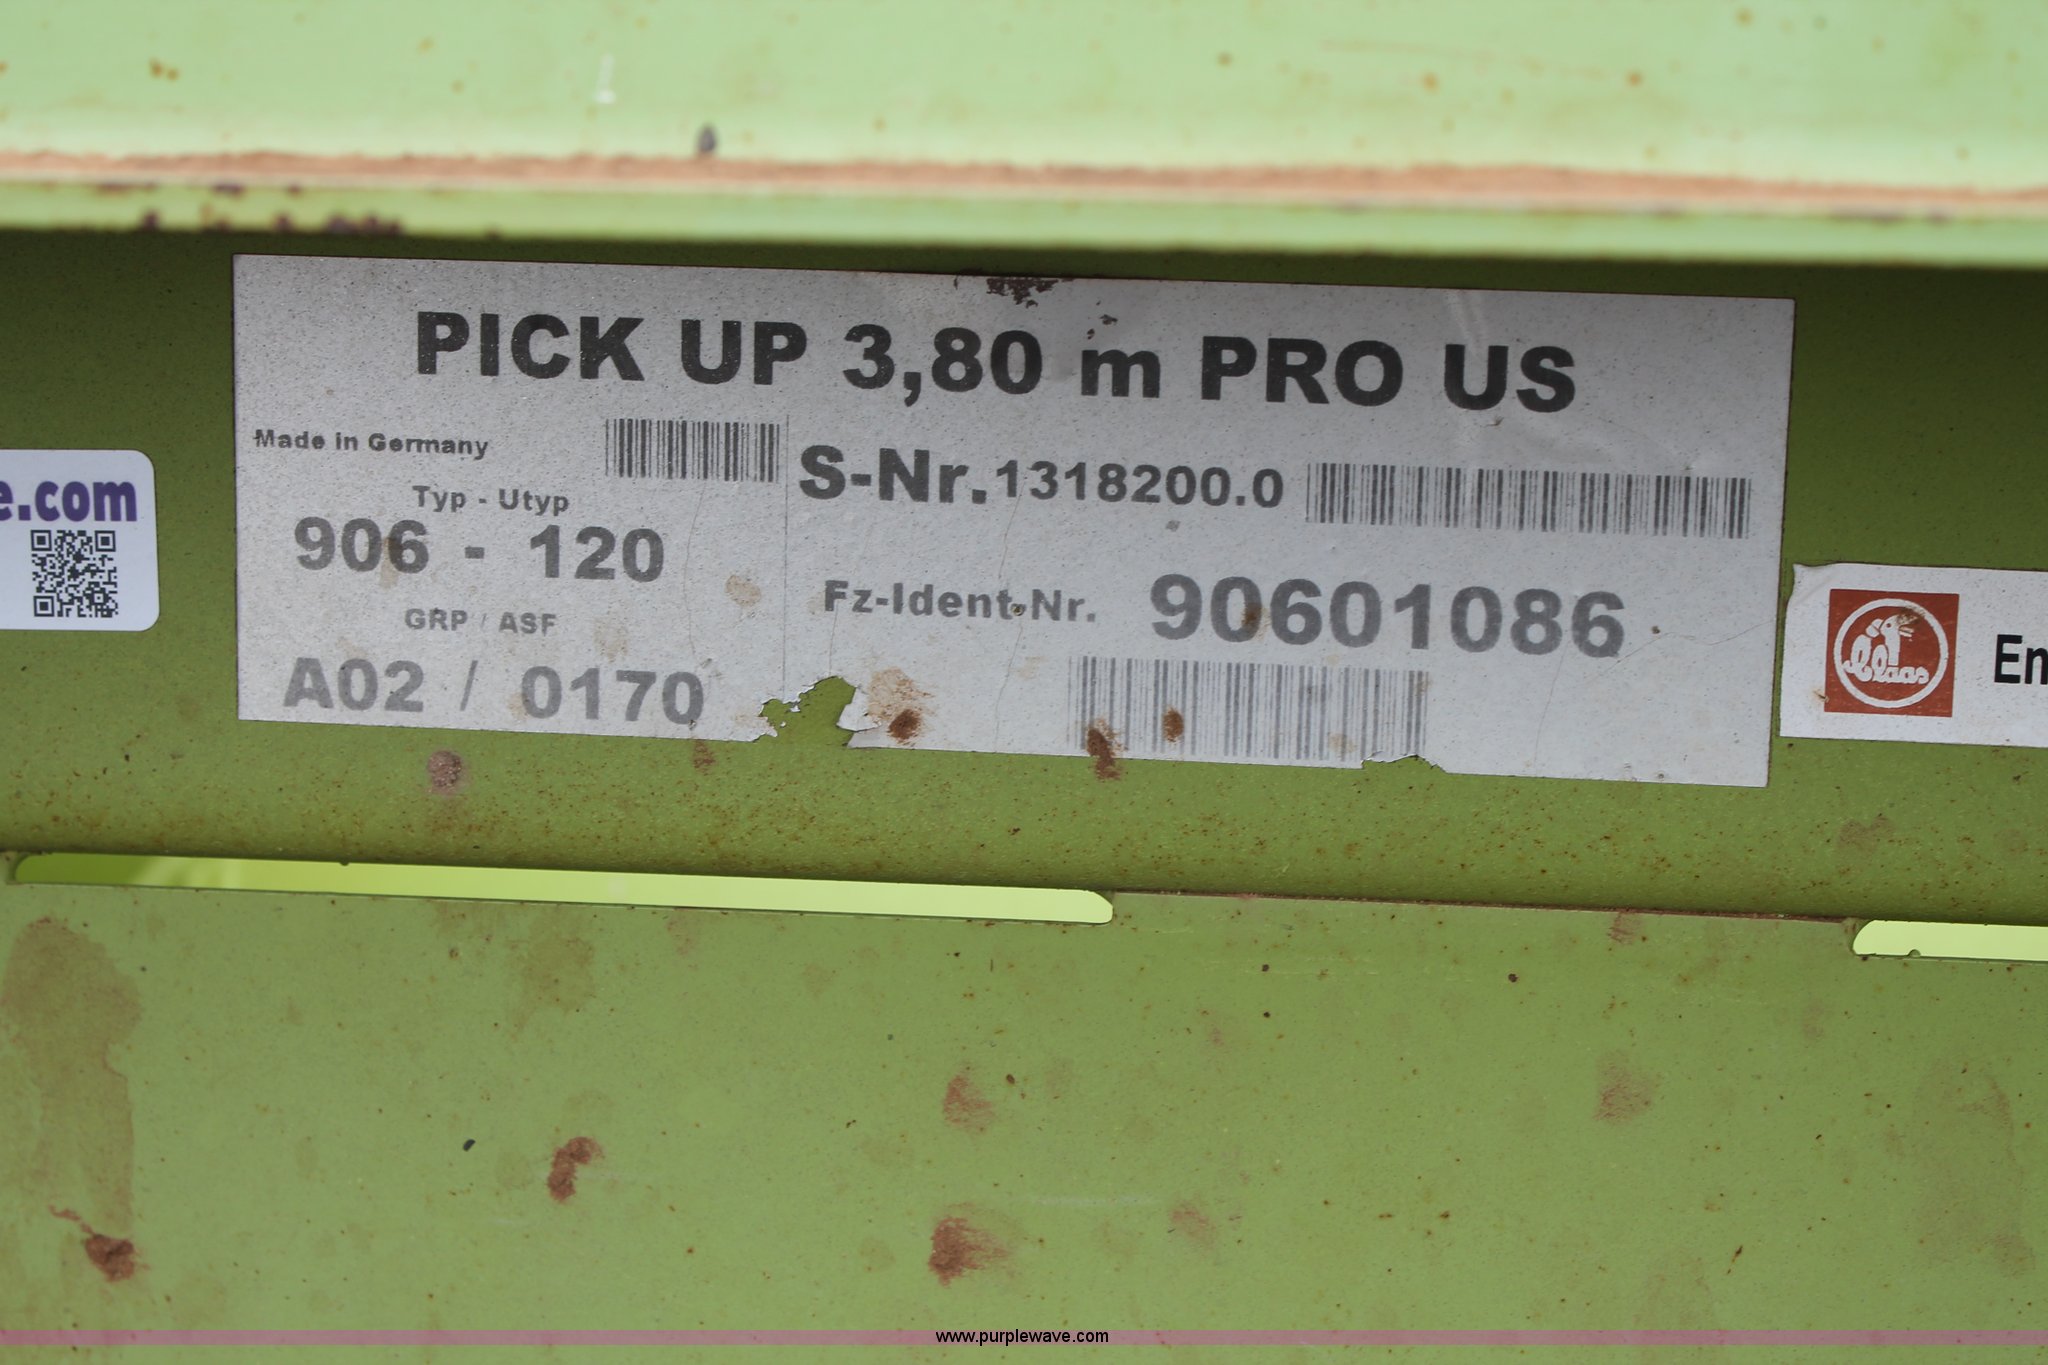 PICK UP 3,80 m PRO US
Made in Germany
Typ - Utyp
906 - 120
GRP / ASF
A02 / 0170
S-Nr. 1318200.0
Fz-Ident-Nr. 90601086
e.com
Claas
En
www.purplewave.com